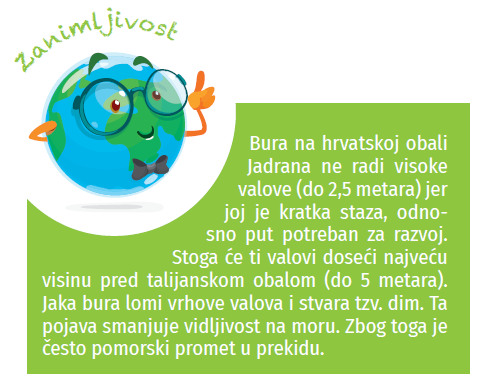 zanimljivost
Bura na hrvatskoj obali
Jadrana ne radi visoke
valove (do 2,5 metara) jer
joj je kratka staza, odno-
sno put potreban za razvoj.
Stoga će ti valovi doseći najveću
visinu pred talijanskom obalom (do 5 metara).
Jaka bura lomi vrhove valova i stvara tzv. dim. Ta
pojava smanjuje vidljivost na moru. Zbog toga je
često pomorski promet u prekidu.